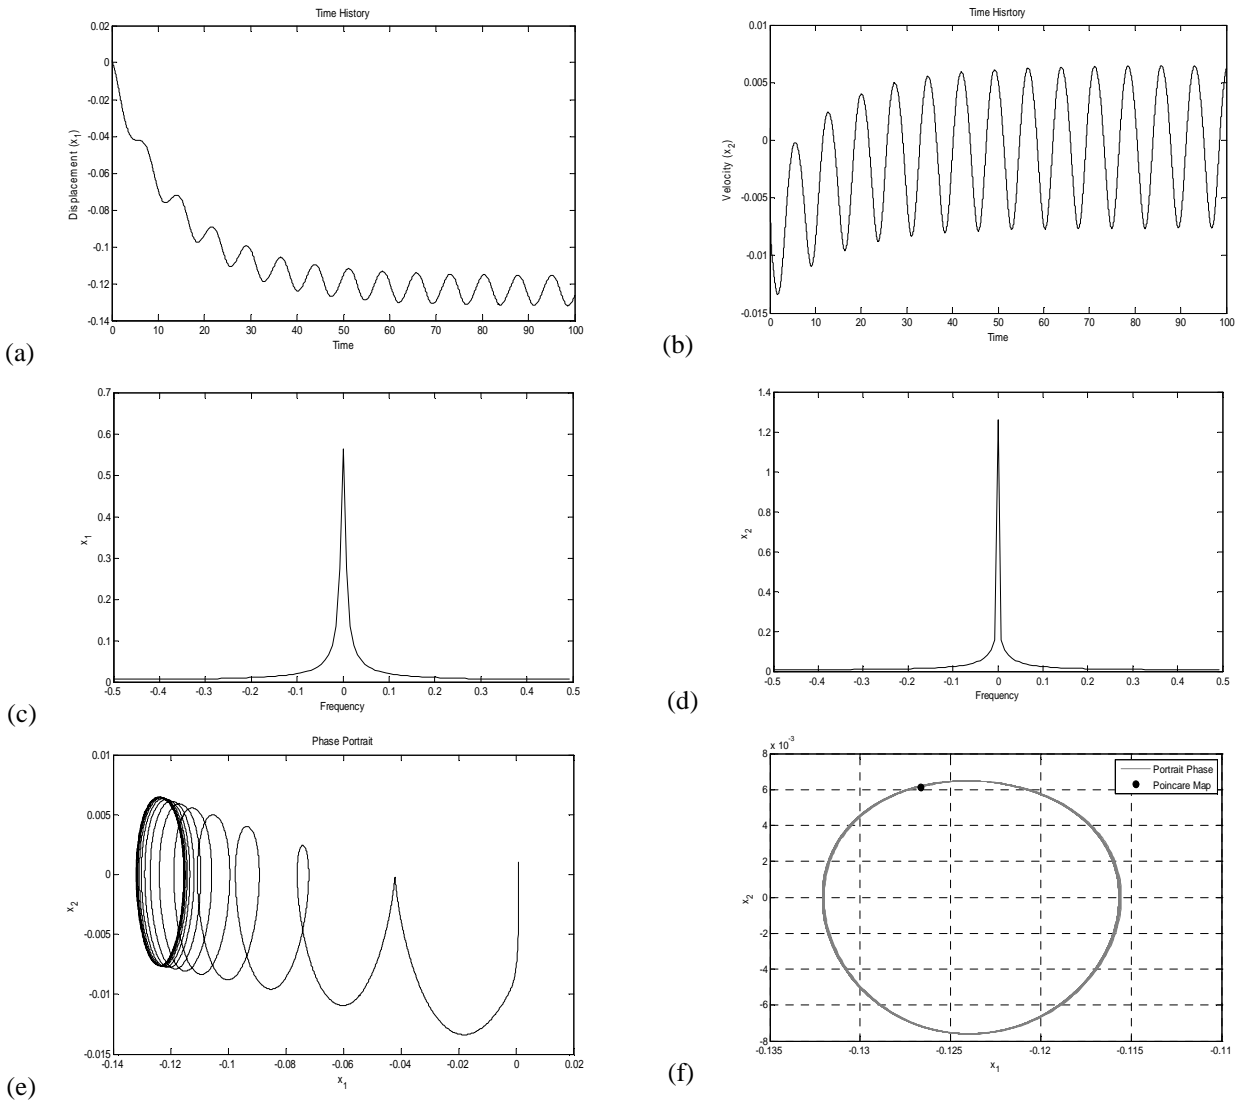 Time History
0.02
0
-0.02
-0.04
-0.06
-0.08
-0.1
-0.12
-0.14
Displacement (x1)
0 10 20 30 40 50 60 70 80 90 100
Time
(a)
Time Hisrtory
0.01
0.005
0
-0.005
-0.01
-0.015
Velocity (x2)
0 10 20 30 40 50 60 70 80 90 100
Time
(b)
0.7
0.6
0.5
0.4
0.3
0.2
0.1
0
x1
-0.5 -0.4 -0.3 -0.2 -0.1 0 0.1 0.2 0.3 0.4 0.5
Frequency
(c)
1.4
1.2
1
0.8
0.6
0.4
0.2
0
x2
-0.5 -0.4 -0.3 -0.2 -0.1 0 0.1 0.2 0.3 0.4 0.5
Frequency
(d)
Phase Portrait
0.01
0.005
0
-0.005
-0.01
-0.015
x2
-0.14 -0.12 -0.1 -0.08 -0.06 -0.04 -0.02 0 0.02
x1
(e)
x 10-3
8
6
4
2
0
-2
-4
-6
-8
x2
Portrait Phase
Poincare Map
-0.135 -0.13 -0.125 -0.12 -0.115 -0.11
x1
(f)